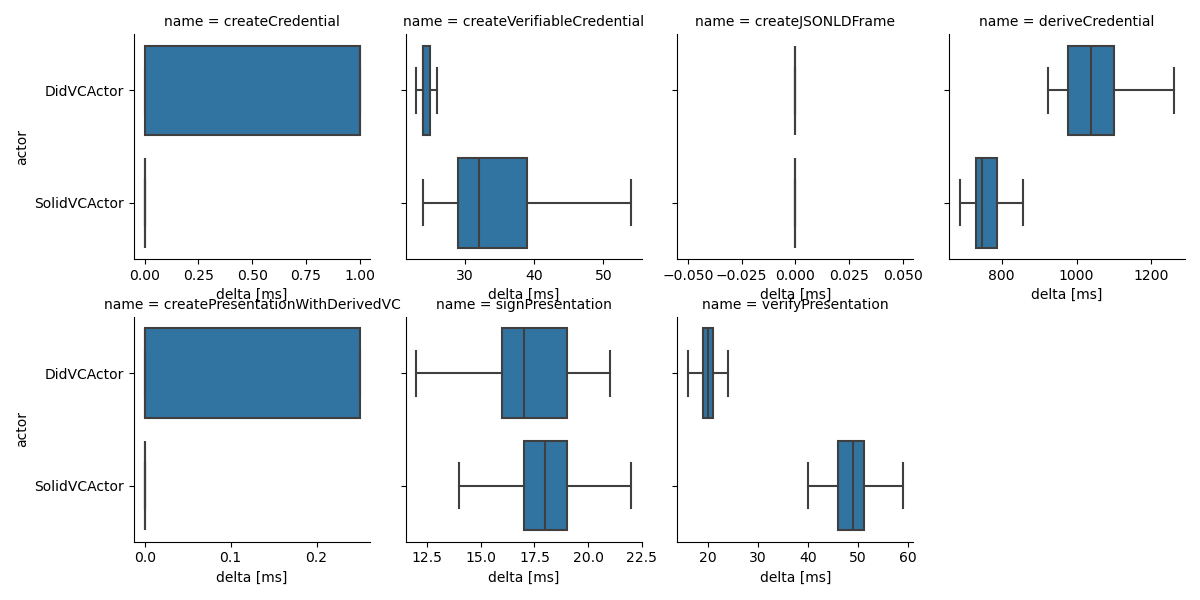 name = createCredential
name = createVerifiableCredential
name = createJSONLDFrame
name = deriveCredential
actor
DidVCActor
SolidVCActor
0.00 0.25 0.50 0.75 1.00
delta [ms]
30 40 50
delta [ms]
−0.050 −0.025 0.000 0.025 0.050
delta [ms]
800 1000 1200
delta [ms]
name = createPresentationWithDerivedVC
name = signPresentation
name = verifyPresentation
actor
DidVCActor
SolidVCActor
0.0 0.1 0.2
delta [ms]
12.5 15.0 17.5 20.0 22.5
delta [ms]
20 30 40 50 60
delta [ms]